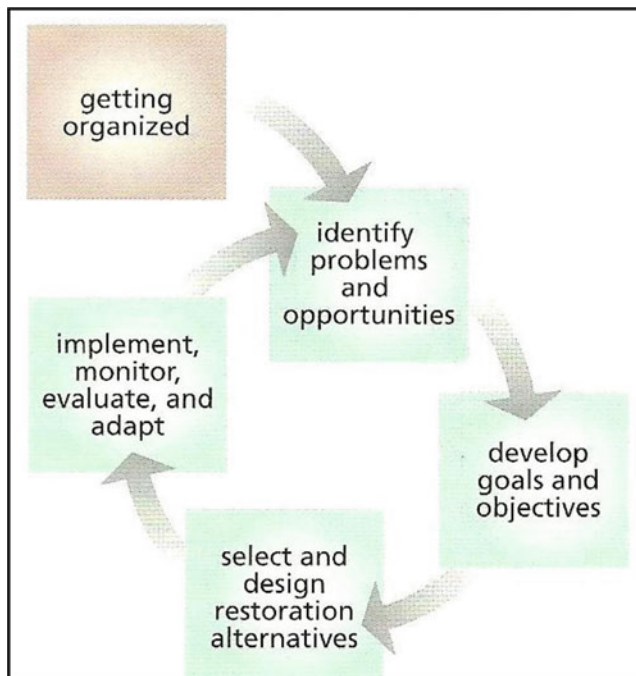 getting
organized
identify
problems
and
opportunities
develop
goals and
objectives
select and
design
restoration
alternatives
implement,
monitor,
evaluate, and
adapt